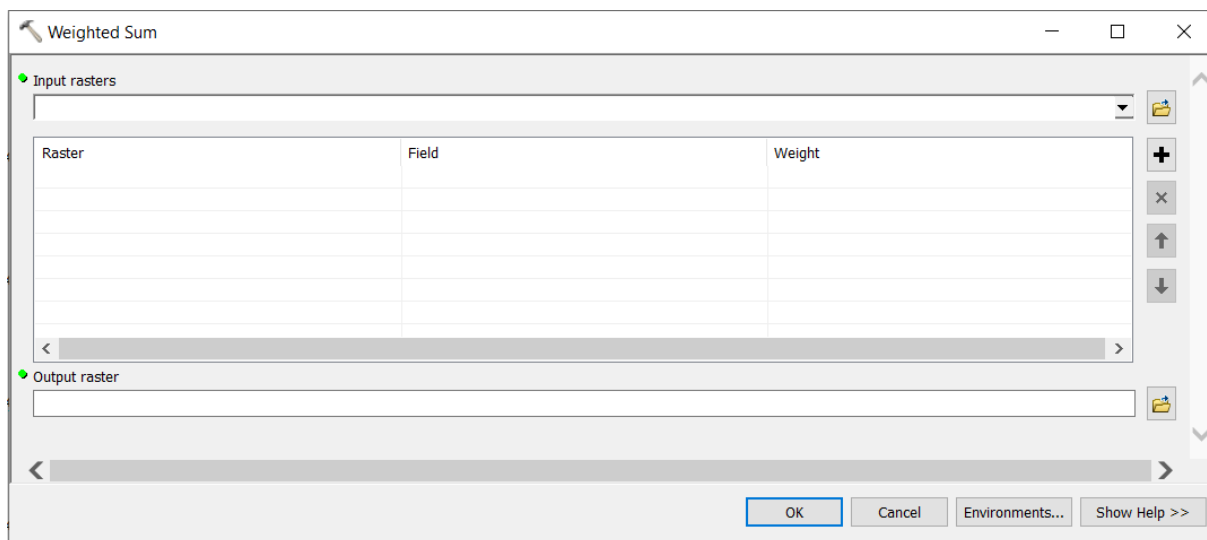 Weighted Sum
Input rasters
Raster Field Weight
Output raster
OK Cancel Environments... Show Help >>